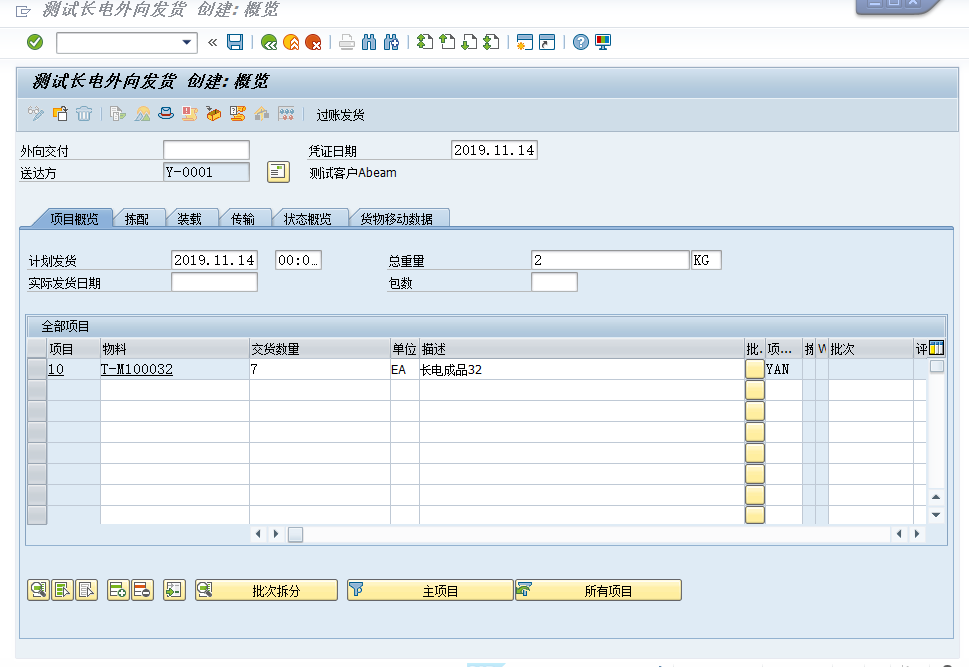 测试长电外向发货 创建: 概览
测试长电外向发货 创建: 概览
过账发货
外向交付
凭证日期 2019.11.14
送达方 Y-0001 测试客户Abeam
项目概览 拣配 装载 传输 状态概览 货物移动数据
计划发货 2019.11.14 00:0… 总重量 2 KG
实际发货日期 包数
全部项目
项目 物料 交货数量 单位 描述 批. 项... W 批次 评
10 T-M100032 7 EA 长电成品32 YAN
批次拆分 主项目 所有项目